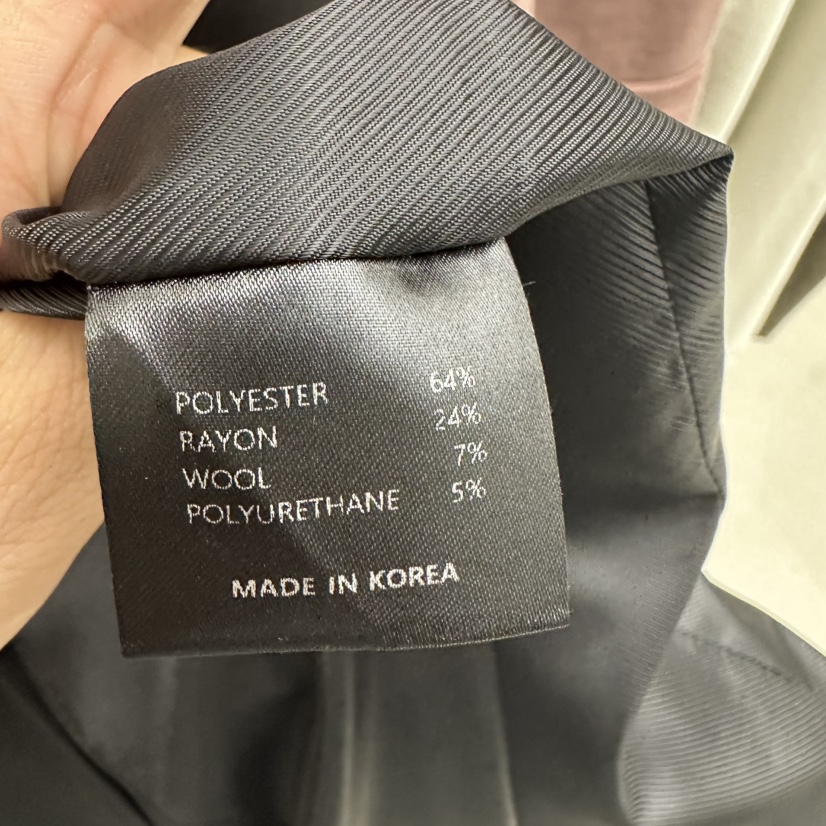 POLYESTER 64%
RAYON 24%
WOOL 7%
POLYURETHANE 5%
MADE IN KOREA